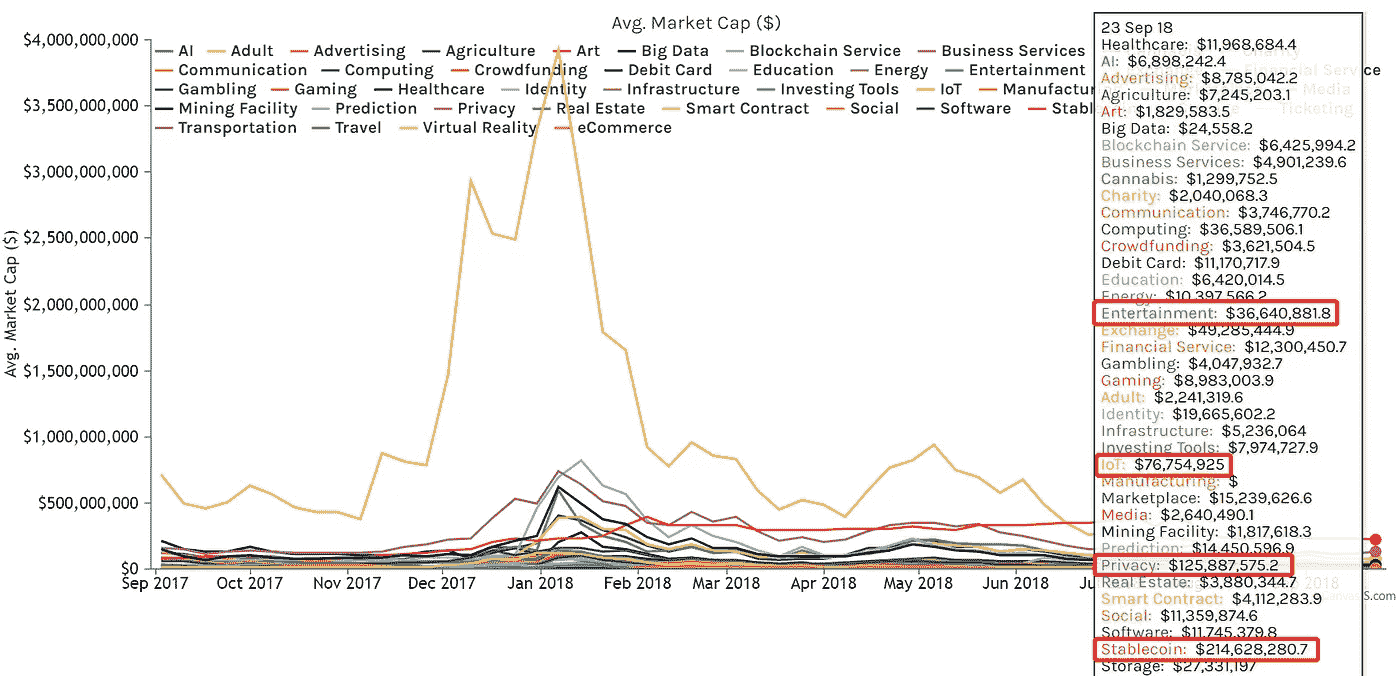 Avg. Market Cap ($)
AI Adult Advertising Agriculture Art Big Data Blockchain Service Business Services
Communication Computing Crowdfunding Debit Card Education Energy Entertainment
Gambling Gaming Healthcare Identity Infrastructure Investing Tools IoT Manufactur
Mining Facility Prediction Privacy Real Estate Smart Contract Social Software Stabl
Transportation Travel Virtual Reality eCommerce
Financial Service
Media
Ticketing
Avg. Market Cap ($)
$4,000,000,000
$3,500,000,000
$3,000,000,000
$2,500,000,000
$2,000,000,000
$1,500,000,000
$1,000,000,000
$500,000,000
$0
Sep 2017 Oct 2017 Nov 2017 Dec 2017 Jan 2018 Feb 2018 Mar 2018 Apr 2018 May 2018 Jun 2018 Ju 2018
23 Sep 18
Healthcare: $11,968,684.4
AI: $6,898,242.4
Advertising: $8,785,042.2
Agriculture: $7,245,203.1
Art: $1,829,583.5
Big Data: $24,558.2
Blockchain Service: $6,425,994.2
Business Services: $4,901,239.6
Cannabis: $1,299,752.5
Charity: $2,040,068.3
Communication: $3,746,770.2
Computing: $36,589,506.1
Crowdfunding: $3,621,504.5
Debit Card: $11,170,717.9
Education: $6,420,014.5
Energy: $10,397,566.2
Entertainment: $36,640,881.8
Exchange: $49,285,444.9
Financial Service: $12,300,450.7
Gambling: $4,047,932.7
Gaming: $8,983,003.9
Adult: $2,241,319.6
Identity: $19,665,602.2
Infrastructure: $5,236,064
Investing Tools: $7,974,727.9
IoT: $76,754,925
Manufacturing: $
Marketplace: $15,239,626.6
Media: $2,640,490.1
Mining Facility: $1,817,618.3
Prediction: $14,450,596.9
Privacy: $125,887,575.2
Real Estate: $3,880,344.7
Smart Contract: $4,112,283.9
Social: $11,359,874.6
Software: $11,745,379.8
Stablecoin: $214,628,280.7
Storage: $27,331,197
S.com